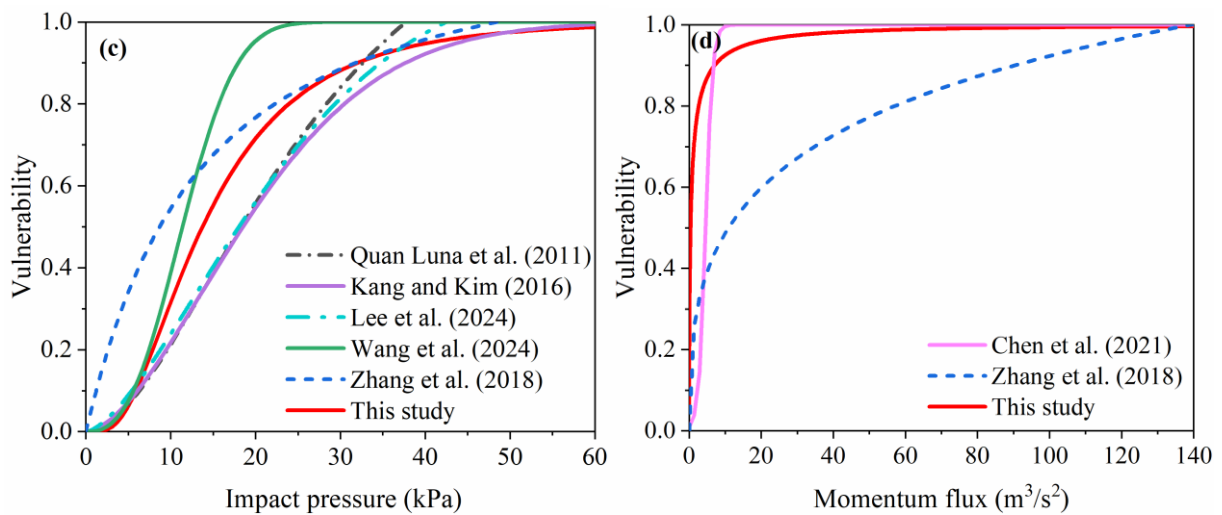 (c)
Vulnerability
1.0
0.8
0.6
0.4
0.2
0.0
Quan Luna et al. (2011)
Kang and Kim (2016)
Lee et al. (2024)
Wang et al. (2024)
Zhang et al. (2018)
This study
0 10 20 30 40 50 60
Impact pressure (kPa)
(d)
Vulnerability
1.0
0.8
0.6
0.4
0.2
0.0
Chen et al. (2021)
Zhang et al. (2018)
This study
0 20 40 60 80 100 120 140
Momentum flux (m³/s²)